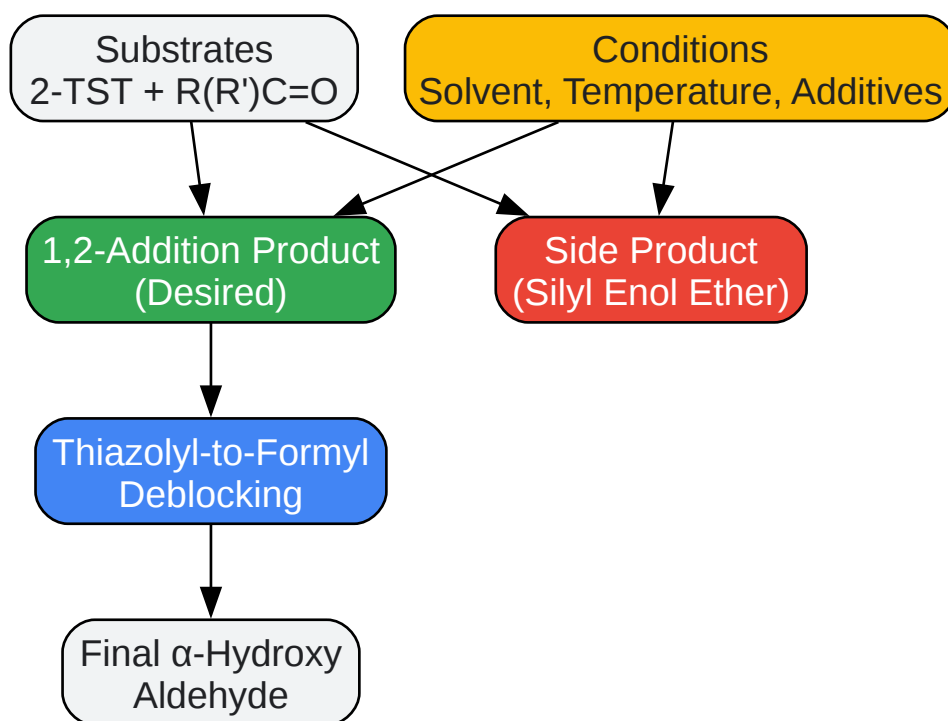 Substrates
2-TST + R(R')C=O
Conditions
Solvent, Temperature, Additives
1,2-Addition Product
(Desired)
Side Product
(Silyl Enol Ether)
Thiazolyl-to-Formyl
Deblocking
Final α-Hydroxy
Aldehyde